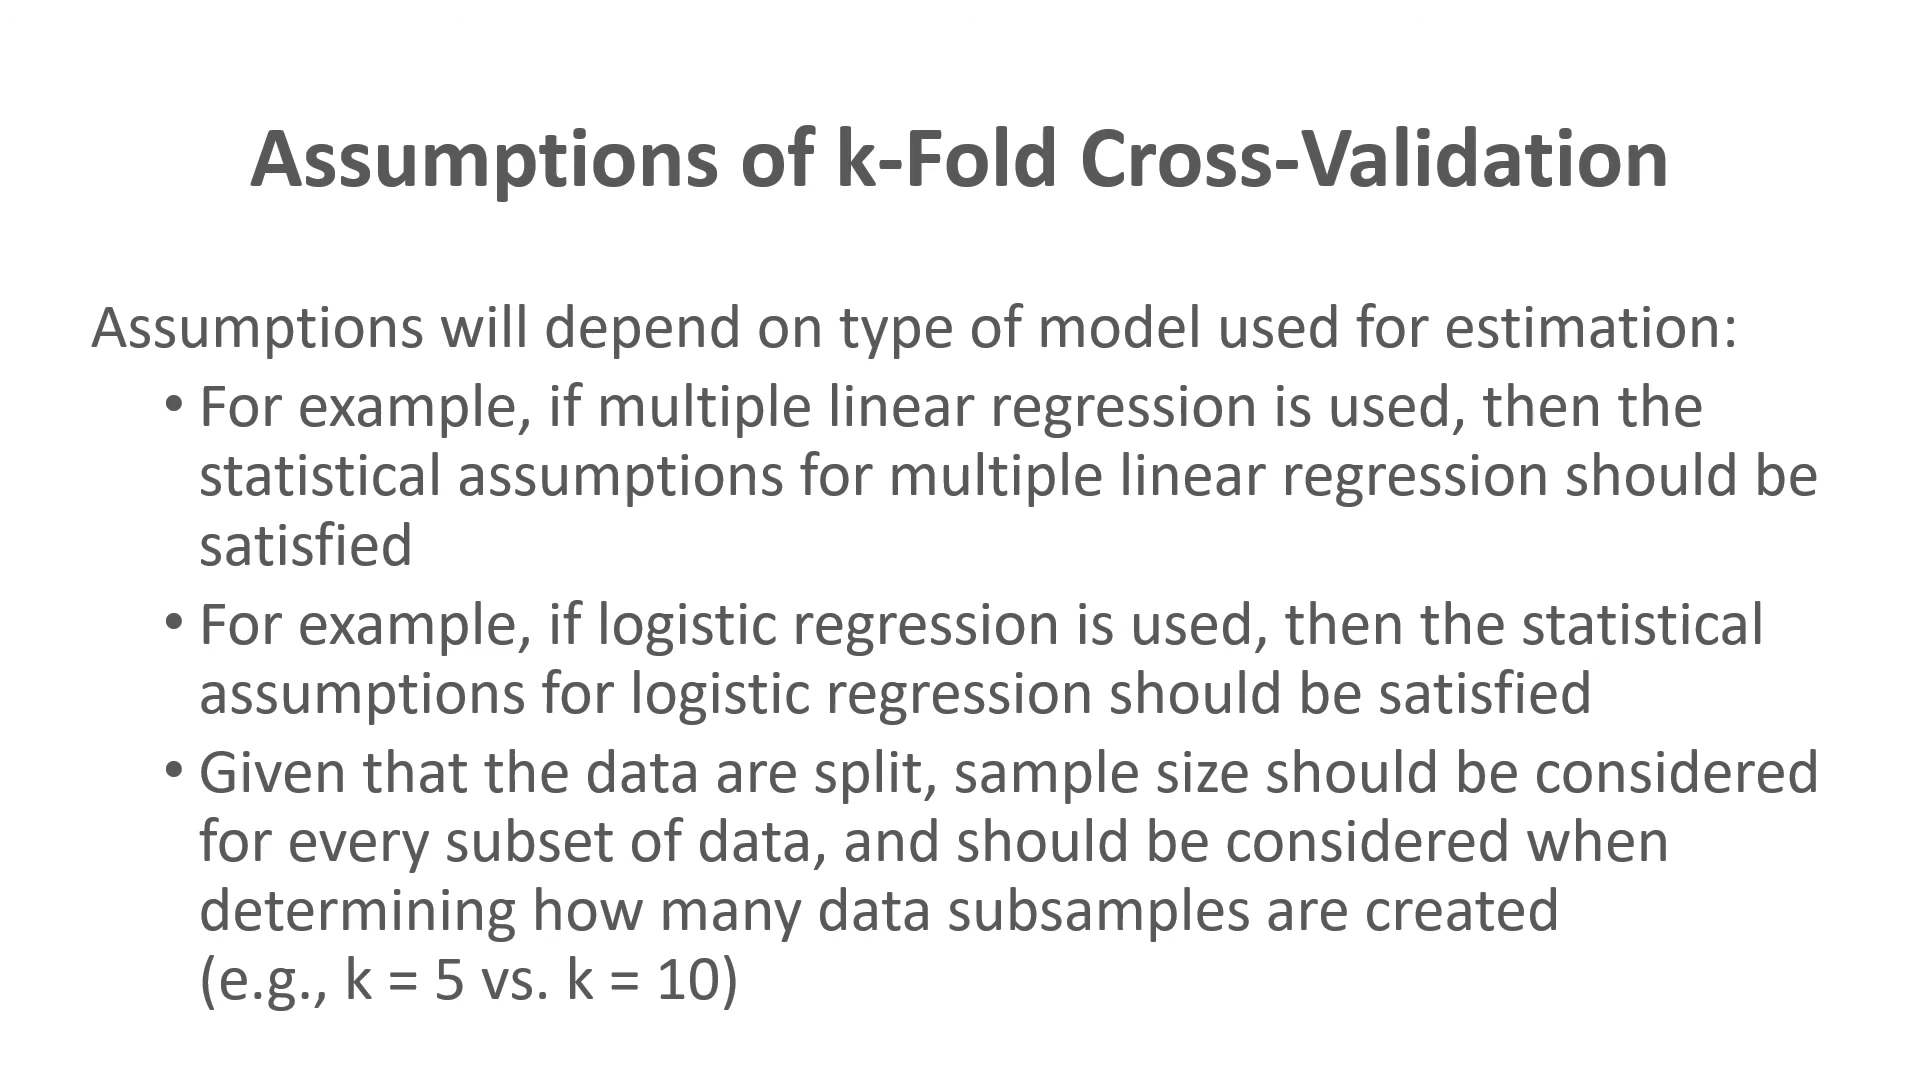 Assumptions of k-Fold Cross-Validation
Assumptions will depend on type of model used for estimation:
• For example, if multiple linear regression is used, then the
statistical assumptions for multiple linear regression should be
satisfied
• For example, if logistic regression is used, then the statistical
assumptions for logistic regression should be satisfied
• Given that the data are split, sample size should be considered
for every subset of data, and should be considered when
determining how many data subsamples are created
(e.g., k = 5 vs. k = 10)